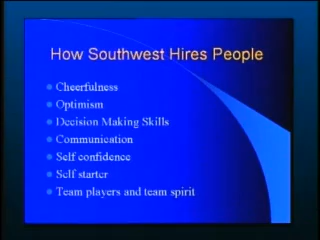 How Southwest Hires People
Cheerfulness
Optimism
Decision Making Skills
Communication
Self confidence
Self starter
Team players and team spirit